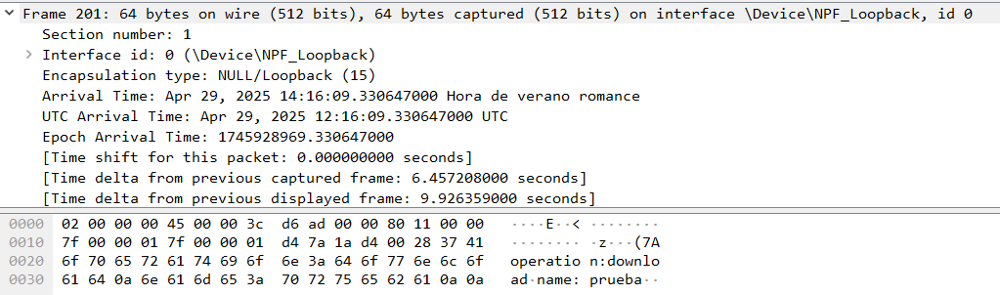 Frame 201: 64 bytes on wire (512 bits), 64 bytes captured (512 bits) on interface \Device\NPF_Loopback, id 0
Section number: 1
Interface id: 0 (\Device\NPF_Loopback)
Encapsulation type: NULL/Loopback (15)
Arrival Time: Apr 29, 2025 14:16:09.330647000 Hora de verano romance
UTC Arrival Time: Apr 29, 2025 12:16:09.330647000 UTC
Epoch Arrival Time: 1745928969.330647000
[Time shift for this packet: 0.000000000 seconds]
[Time delta from previous captured frame: 6.457208000 seconds]
[Time delta from previous displayed frame: 9.926359000 seconds]
0000 02 00 00 00 45 00 00 3c d6 ad 00 00 80 11 00 00 ····E··< ········
0010 7f 00 00 01 7f 00 00 01 d4 7a 1a d4 00 28 37 41 ········ ·z···(7A
0020 6f 70 65 72 61 74 69 6f 6e 3a 64 6f 77 6e 6c 6f operatio n:downlo
0030 61 64 0a 6e 61 6d 65 3a 70 72 75 65 62 61 0a 0a ad·name: prueba··